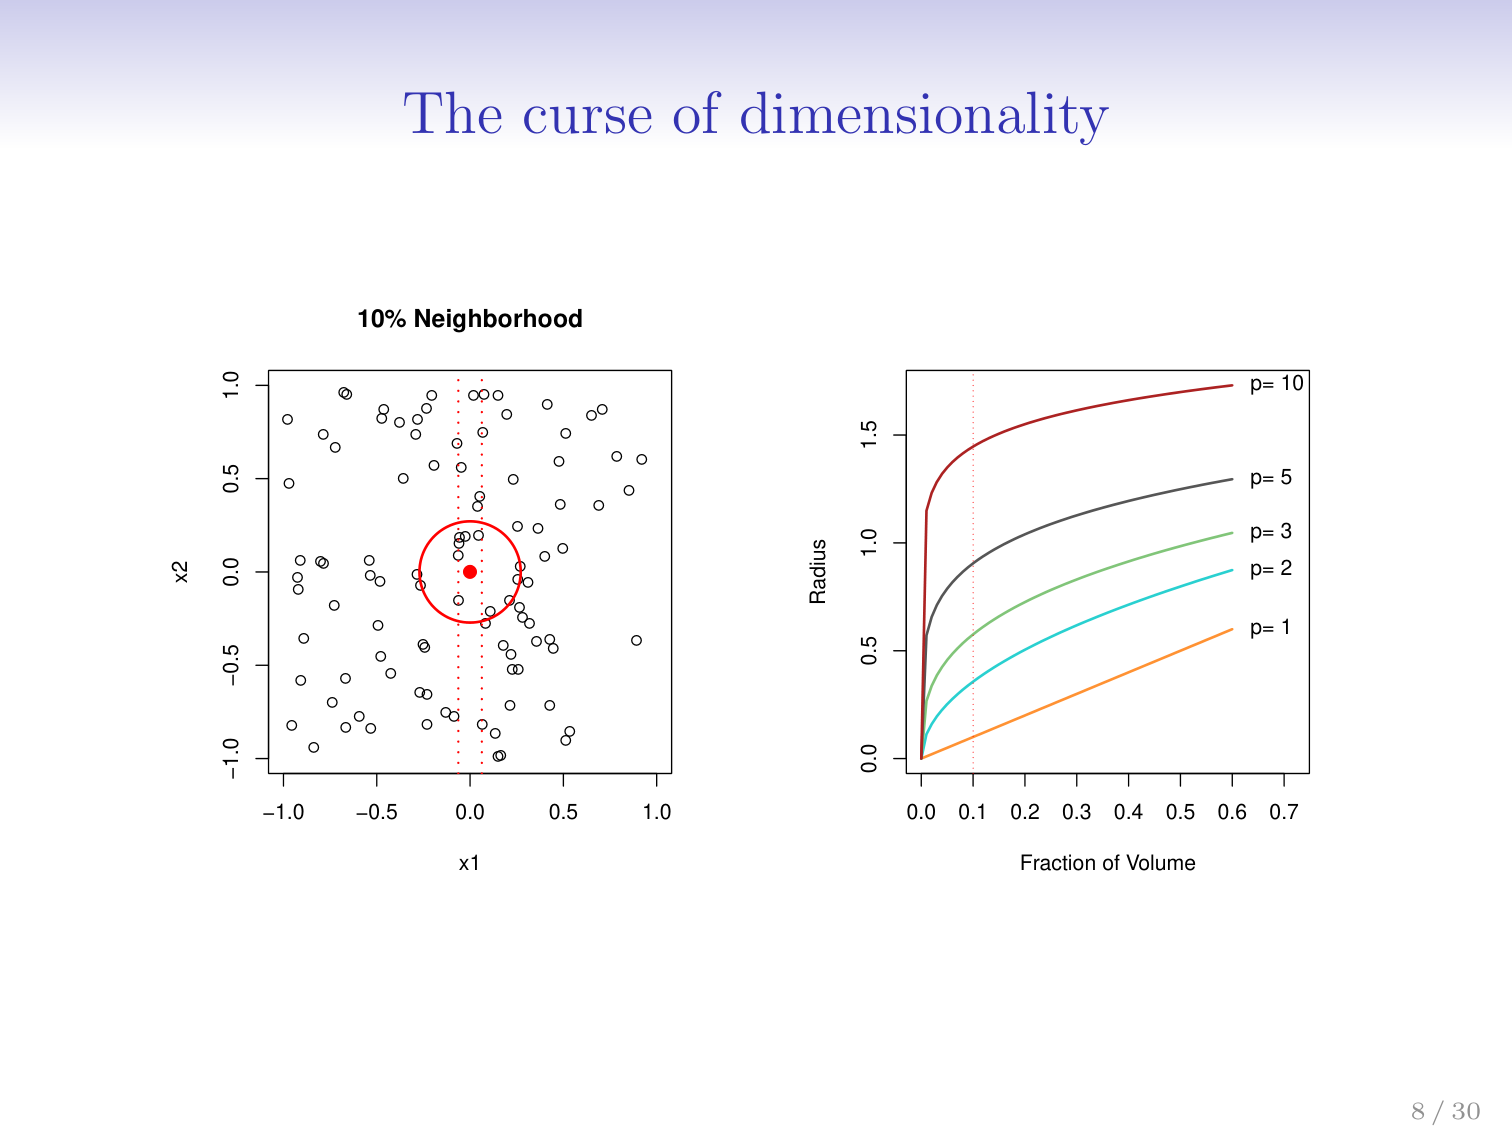 The curse of dimensionality
10% Neighborhood
1.0
0.5
0.0
−0.5
−1.0
x2
−1.0 −0.5 0.0 0.5 1.0
x1
1.5
1.0
0.5
0.0
Radius
p= 10
p= 5
p= 3
p= 2
p= 1
0.0 0.1 0.2 0.3 0.4 0.5 0.6 0.7
Fraction of Volume
8 / 30